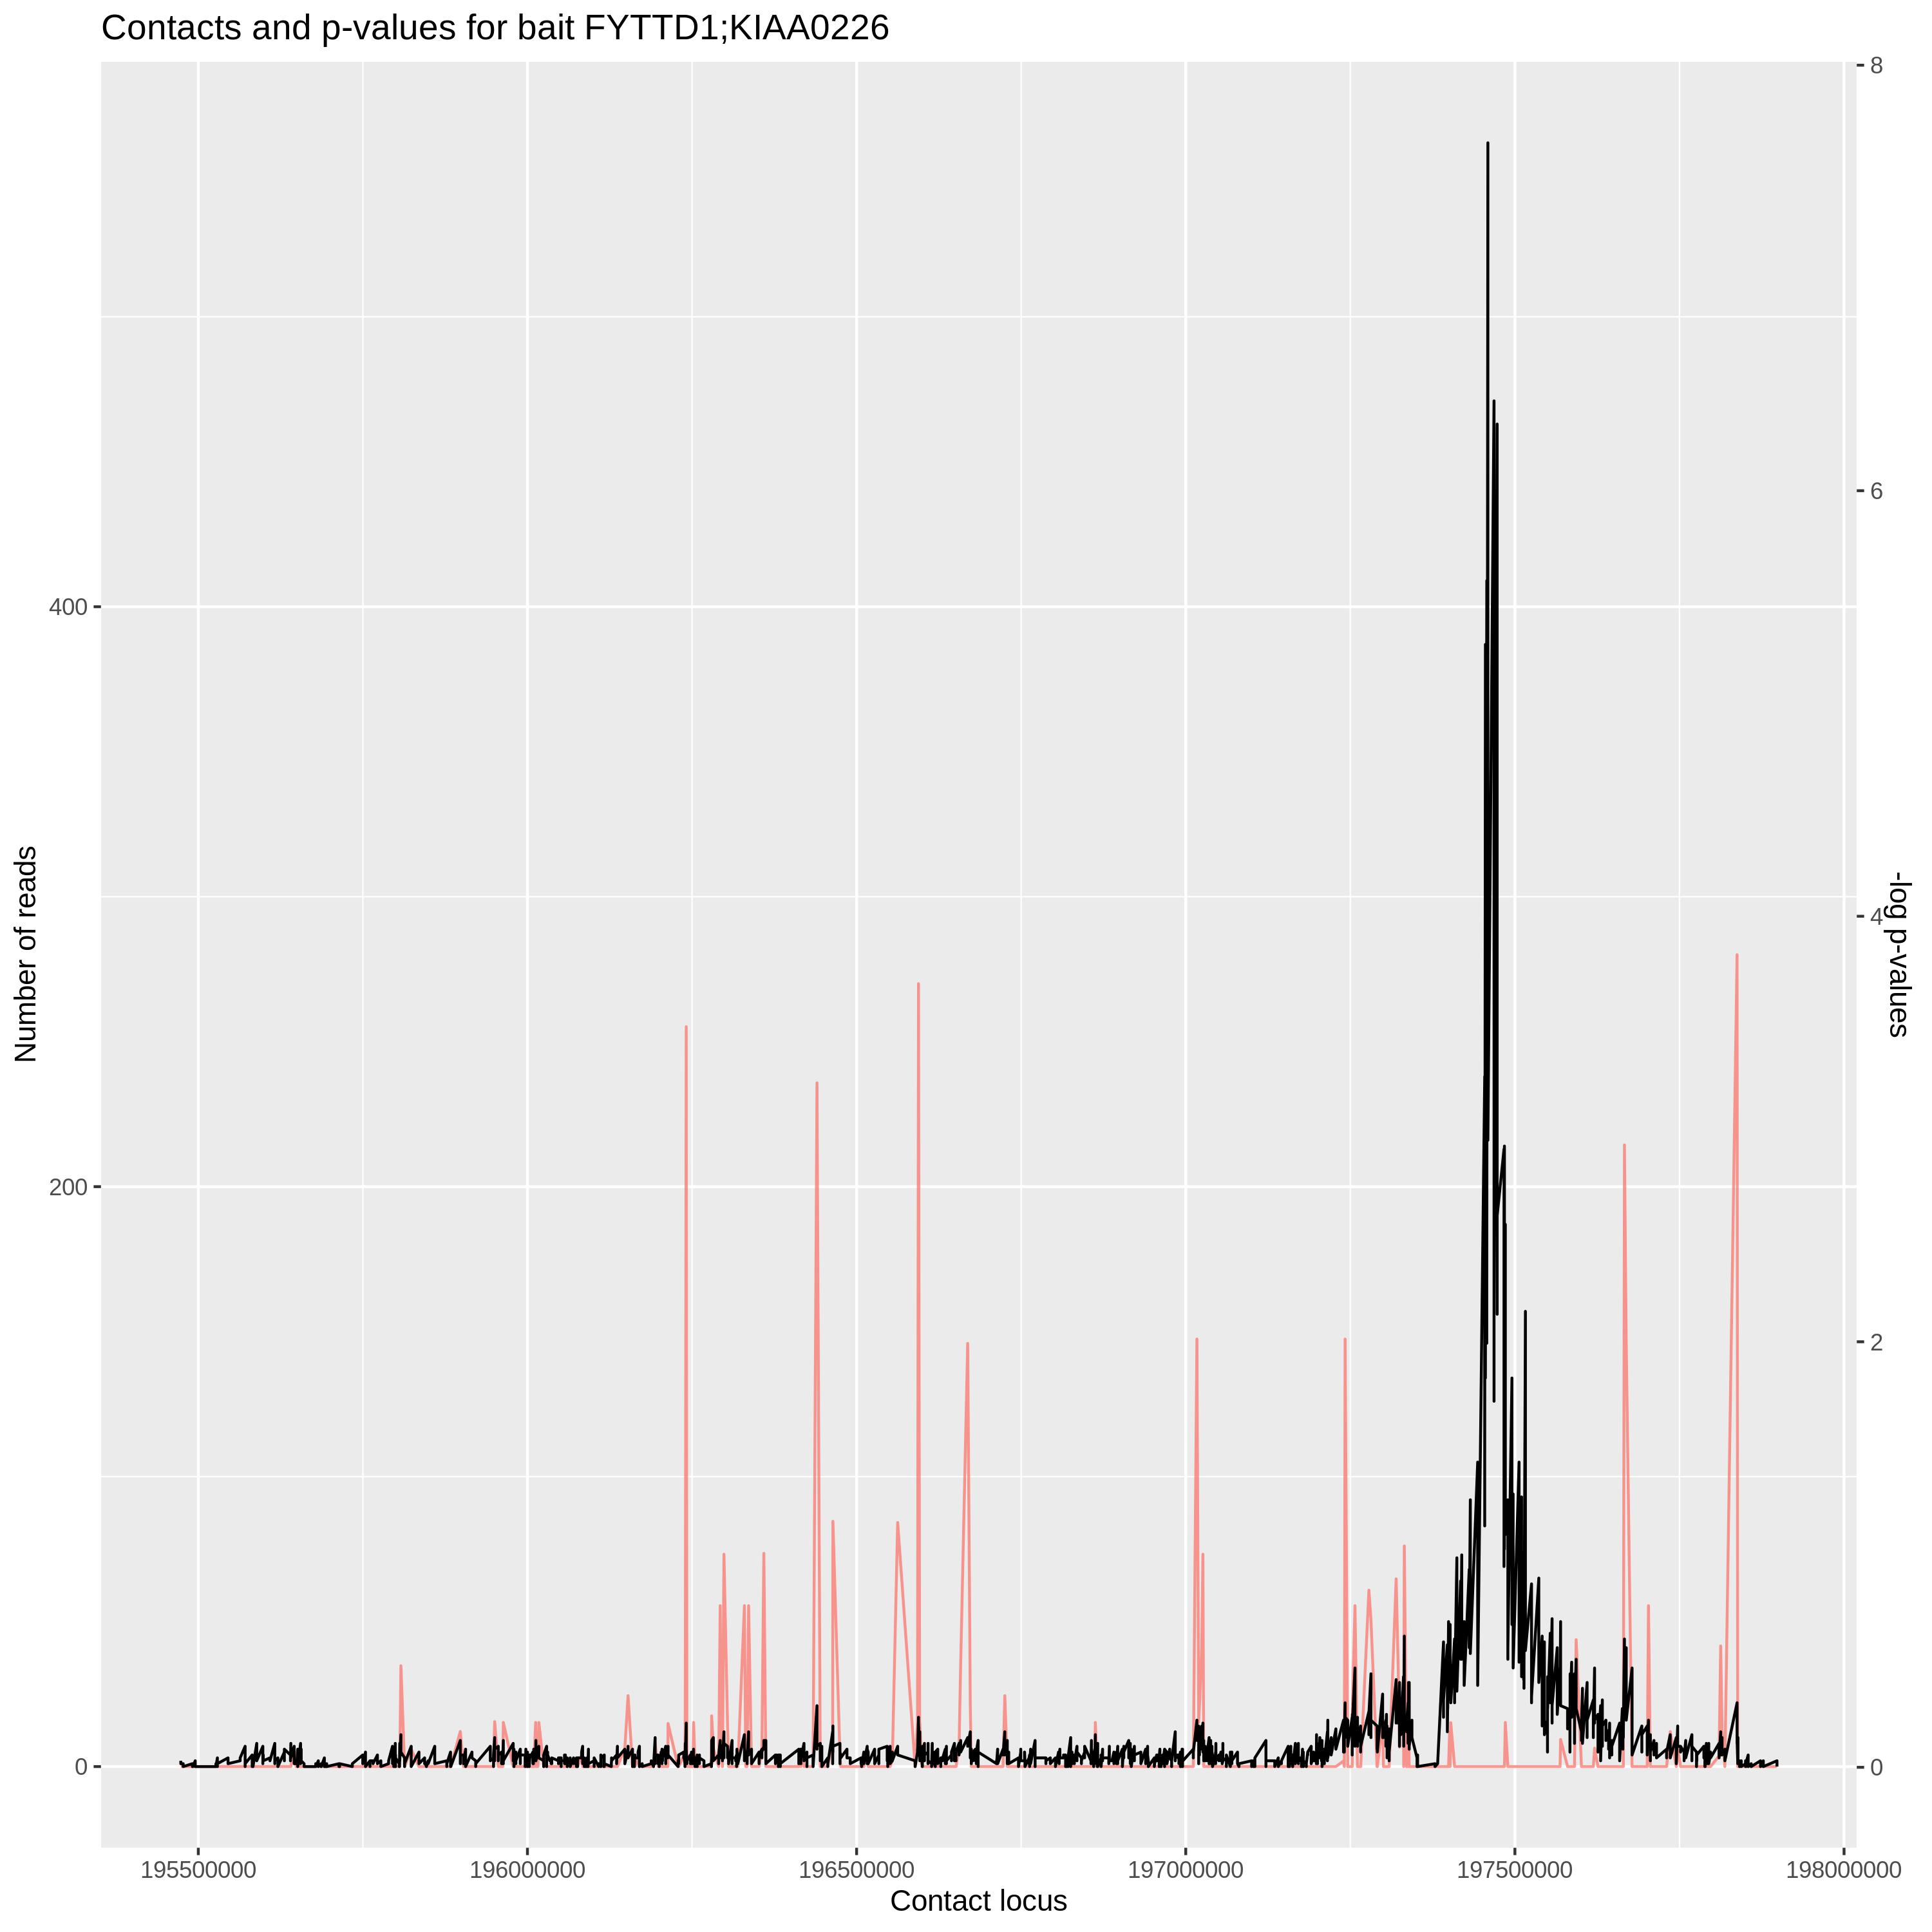 Contacts and p-values for bait FYTTD1;KIAA0226
8
6
400
4
Number of reads
-log p-values
200
2
0
0
195500000 196000000 196500000 197000000 197500000 198000000
Contact locus